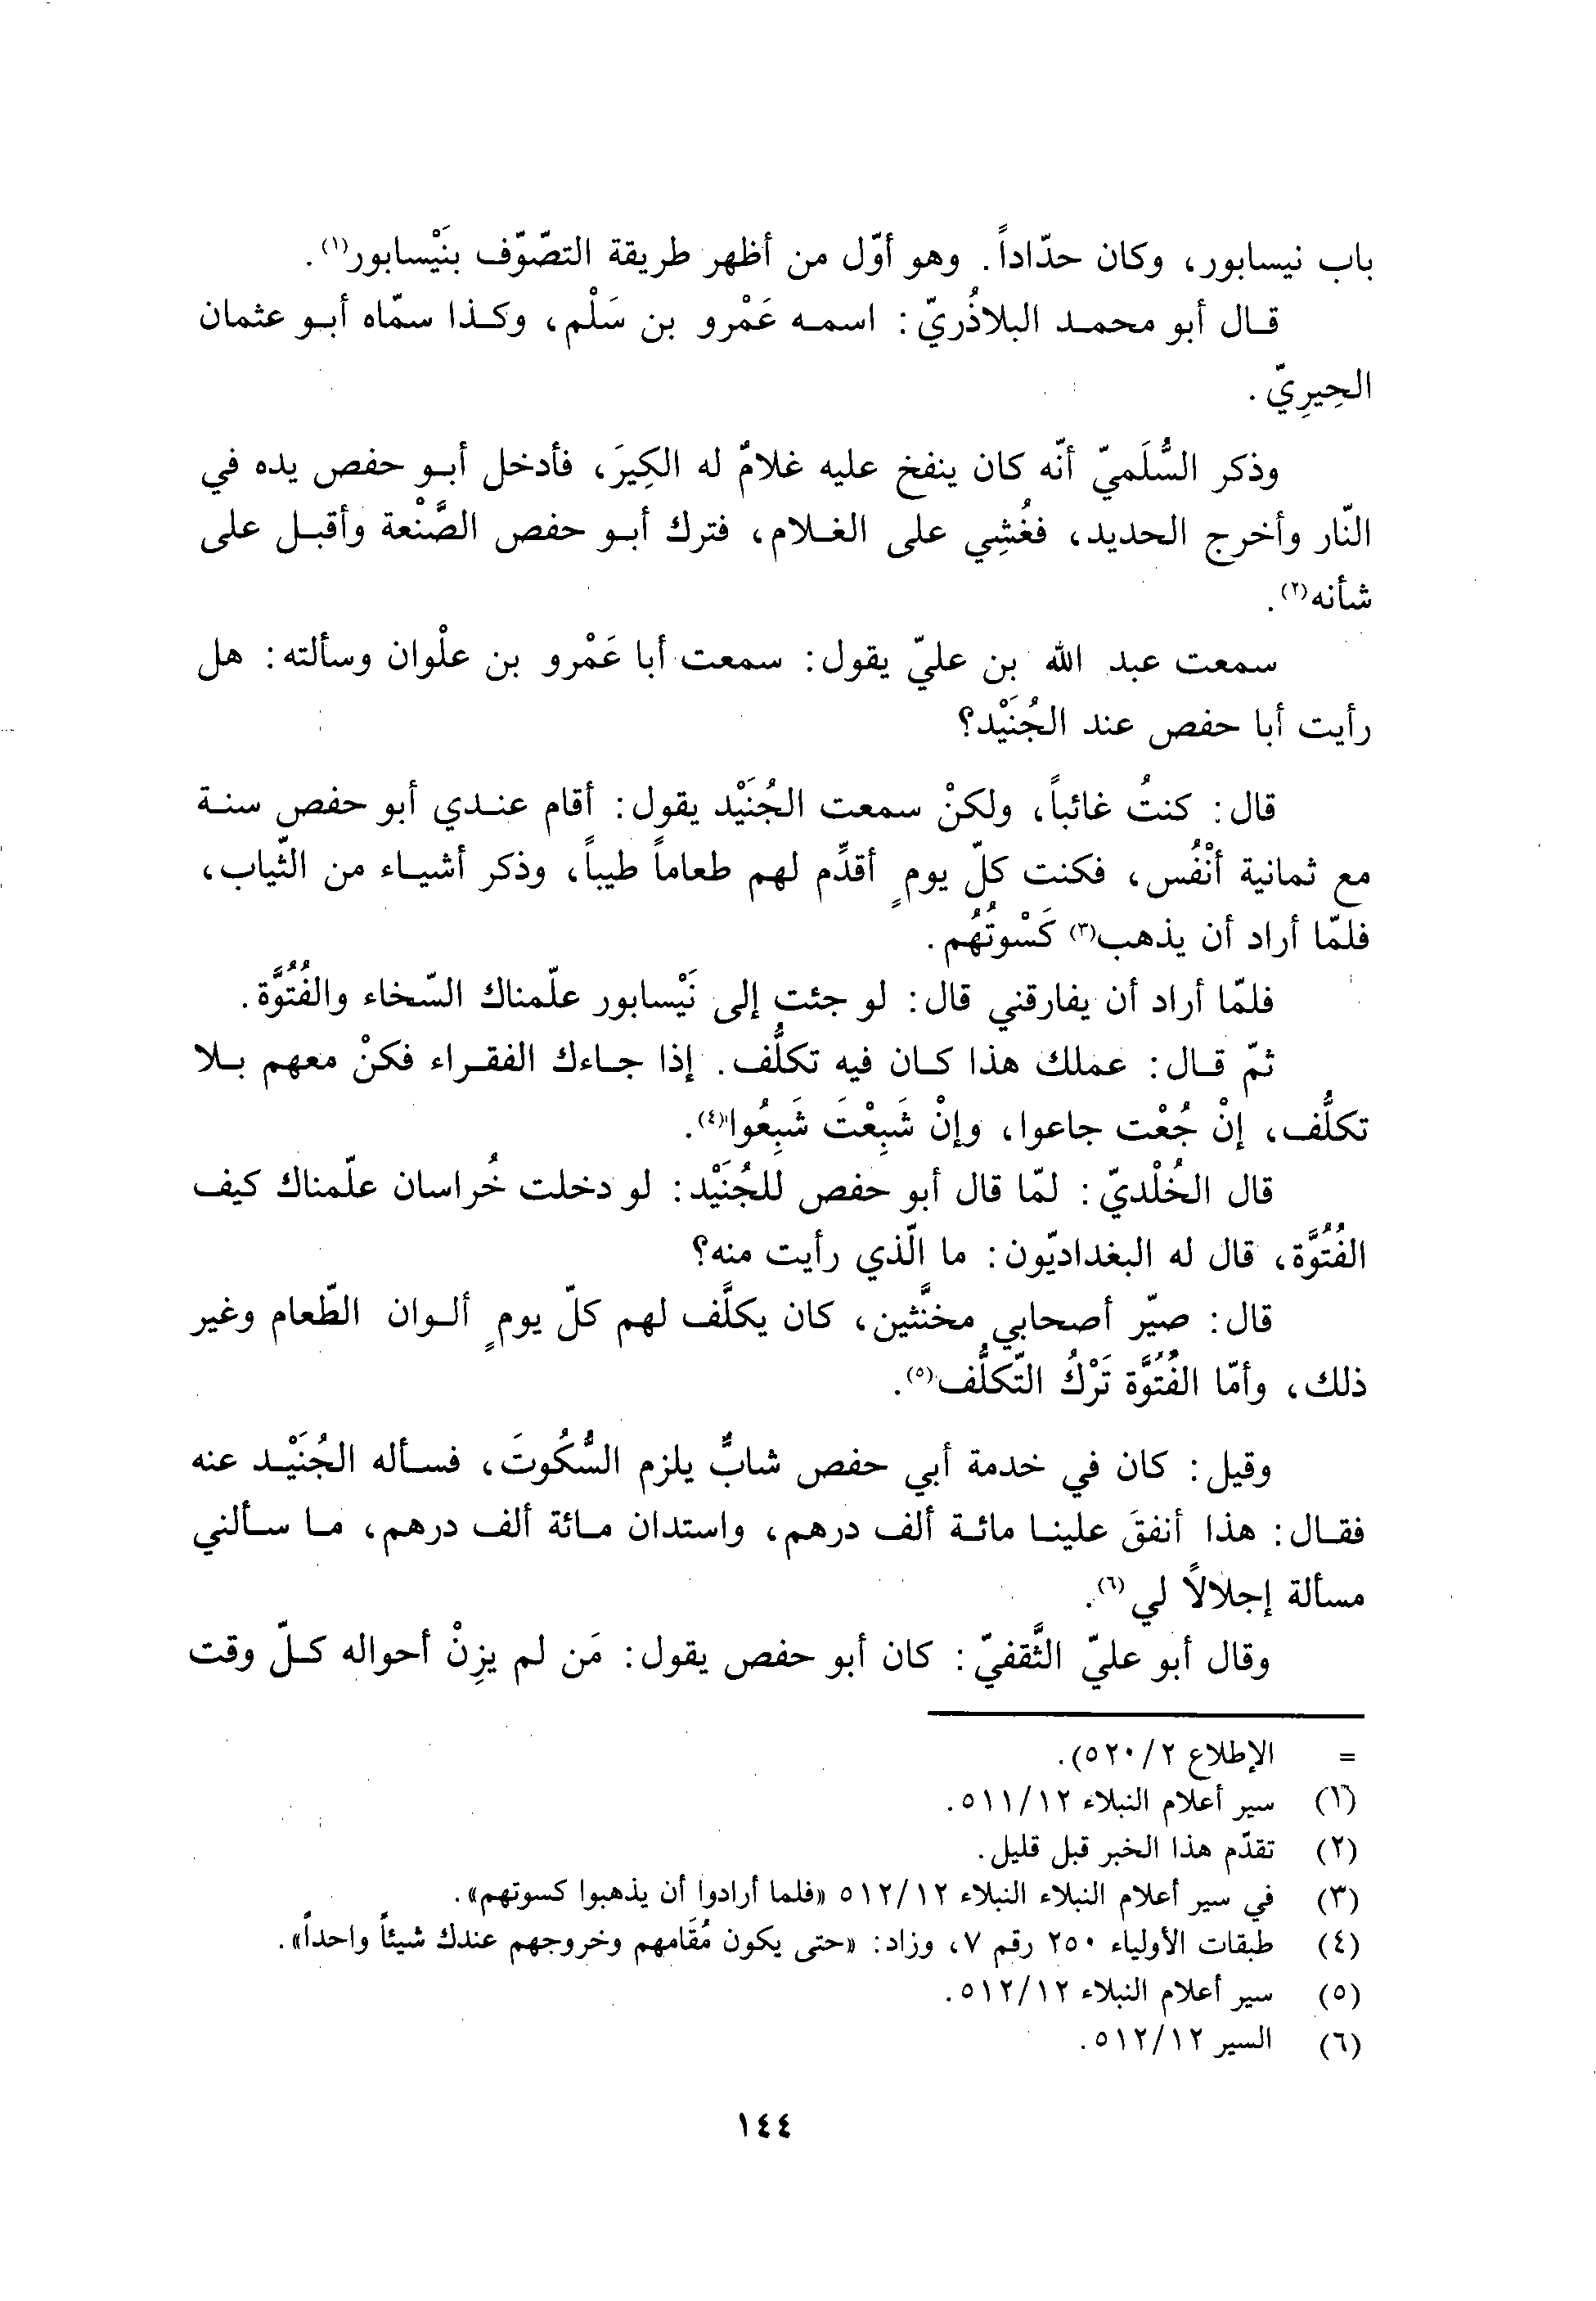 باب نيسابور، وكان حدّاداً. وهو أوّل من أظهر طريقة التصّوّف بنَيْسابور(١).
قال أبو محمد البلاذُريّ: اسمه عَمْرو بن سَلْم، وكذا سمّاه أبو عثمان
الحِيرِيّ.
وذكر السُّلَميّ أنّه كان ينفخ عليه غلامٌ له الكِيرَ، فأدخل أبو حفص يده في
النّار وأخرج الحديد، فغُشِي على الغلام، فترك أبو حفص الصَّنْعة وأقبل على
شأنه(٢).
سمعت عبد الله بن عليّ يقول: سمعت أبا عَمْرو بن علْوان وسألته: هل
رأيت أبا حفص عند الجُنَيْد؟
قال: كنتُ غائباً، ولكنْ سمعت الجُنَيْد يقول: أقام عندي أبو حفص سنة
مع ثمانية أنْفُس، فكنت كلّ يومٍ أقدِّم لهم طعاماً طيباً، وذكر أشياء من الثّياب،
فلمّا أراد أن يذهب(٣) كَسْوتُهُم.
فلمّا أراد أن يفارقني قال: لو جئت إلى نَيْسابور علّمناك السّخاء والفُتُوَّة.
ثمّ قال: عملك هذا كان فيه تكلُّف. إذا جاءك الفقراء فكنْ معهم بلا
تكلُّف، إنْ جُعْت جاعوا، وإنْ شَبِعْتَ شَبِعُوا(٤).
قال الخُلْديّ: لمّا قال أبو حفص للجُنَيْد: لو دخلت خُراسان علّمناك كيف
الفُتُوَّة، قال له البغداديّون: ما الّذي رأيت منه؟
قال: صيّر أصحابي مخنَّثين، كان يكلَّف لهم كلّ يومٍ ألوان الطّعام وغير
ذلك، وأمّا الفُتُوَّة تَرْكُ التّكلُّف(٥).
وقيل: كان في خدمة أبي حفص شابٌّ يلزم السُّكُوتَ، فسأله الجُنَيْد عنه
فقال: هذا أنفقَ علينا مائة ألف درهم، واستدان مائة ألف درهم، ما سألني
مسألة إجلالاً لي(٦).
وقال أبو عليّ الثَّقفيّ: كان أبو حفص يقول: مَن لم يزِنْ أحواله كلّ وقت
= الإطلاع ٥٢٠/٢).
(١) سير أعلام النبلاء ٥١١/١٢.
(٢) تقدّم هذا الخبر قبل قليل.
(٣) في سير أعلام النبلاء النبلاء ٥١٢/١٢ «فلما أرادوا أن يذهبوا كسوتهم».
(٤) طبقات الأولياء ٢٥٠ رقم ٧، وزاد: «حتى يكون مُقَامهم وخروجهم عندك شيئاً واحداً».
(٥) سير أعلام النبلاء ٥١٢/١٢.
(٦) السير ٥١٢/١٢.
١٤٤